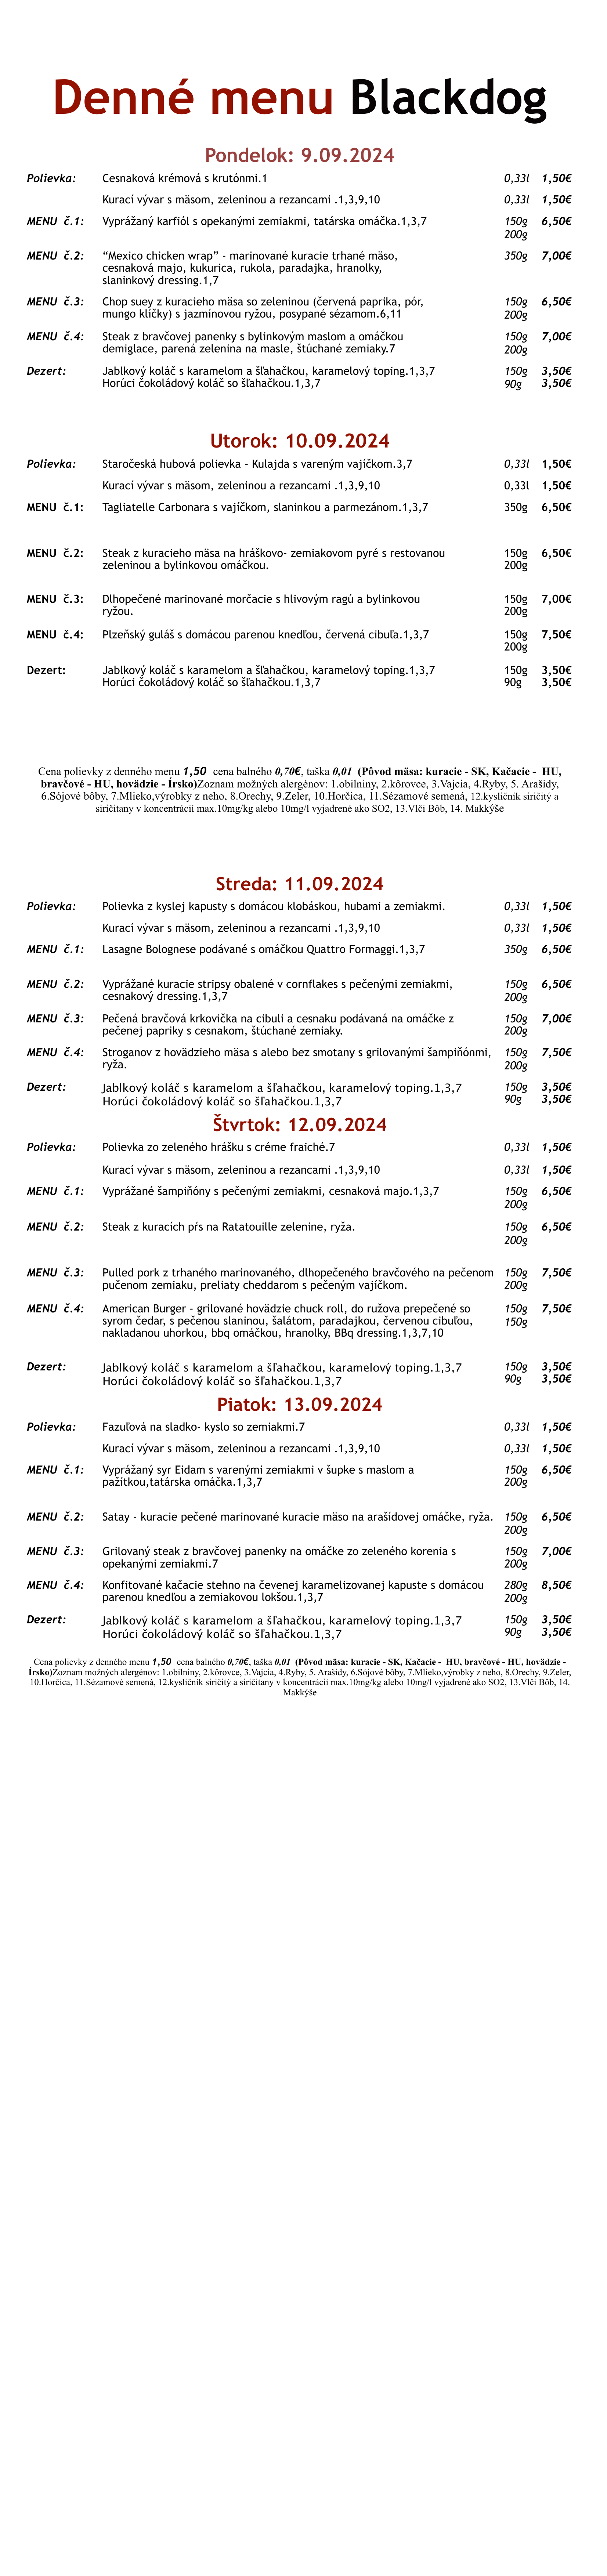 Denné menu Blackdog
Pondelok: 9.09.2024
Polievka: Cesnaková krémová s krutónmi.1 0,33l 1,50€
Kurací vývar s mäsom, zeleninou a rezancami .1,3,9,10 0,33l 1,50€
MENU č.1: Vyprážaný karfiól s opekanými zemiakmi, tatárska omáčka.1,3,7 150g 6,50€
200g
MENU č.2: “Mexico chicken wrap” - marinované kuracie trhané mäso, 350g 7,00€
cesnaková majo, kukurica, rukola, paradajka, hranolky,
slaninkový dressing.1,7
MENU č.3: Chop suey z kuracieho mäsa so zeleninou (červená paprika, pór, 150g 6,50€
mungo klíčky) s jazmínovou ryžou, posypané sézamom.6,11 200g
MENU č.4: Steak z bravčovej panenky s bylinkovým maslom a omáčkou 150g 7,00€
demiglace, parená zelenina na masle, štúchané zemiaky.7 200g
Dezert: Jablkový koláč s karamelom a šľahačkou, karamelový toping.1,3,7 150g 3,50€
Horúci čokoládový koláč so šľahačkou.1,3,7 90g 3,50€
Utorok: 10.09.2024
Polievka: Staročeská hubová polievka – Kulajda s vareným vajíčkom.3,7 0,33l 1,50€
Kurací vývar s mäsom, zeleninou a rezancami .1,3,9,10 0,33l 1,50€
MENU č.1: Tagliatelle Carbonara s vajíčkom, slaninkou a parmezánom.1,3,7 350g 6,50€
MENU č.2: Steak z kuracieho mäsa na hráškovo- zemiakovom pyré s restovanou 150g 6,50€
zeleninou a bylinkovou omáčkou. 200g
MENU č.3: Dlhopečené marinované morčacie s hlivovým ragú a bylinkovou 150g 7,00€
ryžou. 200g
MENU č.4: Plzeňský guláš s domácou parenou knedľou, červená cibuľa.1,3,7 150g 7,50€
200g
Dezert: Jablkový koláč s karamelom a šľahačkou, karamelový toping.1,3,7 150g 3,50€
Horúci čokoládový koláč so šľahačkou.1,3,7 90g 3,50€
Cena polievky z denného menu 1,50 cena balného 0,70€, taška 0,01 (Pôvod mäsa: kuracie - SK, Kačacie - HU,
bravčové - HU, hovädzie - Írsko)Zoznam možných alergénov: 1.obilniny, 2.kôrovce, 3.Vajcia, 4.Ryby, 5. Arašidy,
6.Sójové bôby, 7.Mlieko,výrobky z neho, 8.Orechy, 9.Zeler, 10.Horčica, 11.Sézamové semená, 12.kysličník siričitý a
siričitany v koncentrácií max.10mg/kg alebo 10mg/l vyjadrené ako SO2, 13.Vlči Bôb, 14. Makkýše
Streda: 11.09.2024
Polievka: Polievka z kyslej kapusty s domácou klobáskou, hubami a zemiakmi. 0,33l 1,50€
Kurací vývar s mäsom, zeleninou a rezancami .1,3,9,10 0,33l 1,50€
MENU č.1: Lasagne Bolognese podávané s omáčkou Quattro Formaggi.1,3,7 350g 6,50€
MENU č.2: Vyprážané kuracie stripsy obalené v cornflakes s pečenými zemiakmi, 150g 6,50€
cesnakový dressing.1,3,7 200g
MENU č.3: Pečená bravčová krkovička na cibuli a cesnaku podávaná na omáčke z 150g 7,00€
pečenej papriky s cesnakom, štúchané zemiaky. 200g
MENU č.4: Stroganov z hovädzieho mäsa s alebo bez smotany s grilovanými šampiňónmi, 150g 7,50€
ryža. 200g
Dezert: Jablkový koláč s karamelom a šľahačkou, karamelový toping.1,3,7 150g 3,50€
Horúci čokoládový koláč so šľahačkou.1,3,7 90g 3,50€
Štvrtok: 12.09.2024
Polievka: Polievka zo zeleného hrášku s créme fraiché.7 0,33l 1,50€
Kurací vývar s mäsom, zeleninou a rezancami .1,3,9,10 0,33l 1,50€
MENU č.1: Vyprážané šampiňóny s pečenými zemiakmi, cesnaková majo.1,3,7 150g 6,50€
200g
MENU č.2: Steak z kuracích pŕs na Ratatouille zelenine, ryža. 150g 6,50€
200g
MENU č.3: Pulled pork z trhaného marinovaného, dlhopečeného bravčového na pečenom 150g 7,50€
pučenom zemiaku, preliaty cheddarom s pečeným vajíčkom. 200g
MENU č.4: American Burger - grilované hovädzie chuck roll, do ružova prepečené so 150g 7,50€
syrom čedar, s pečenou slaninou, šalátom, paradajkou, červenou cibuľou, 150g
nakladanou uhorkou, bbq omáčkou, hranolky, BBq dressing.1,3,7,10
Dezert: Jablkový koláč s karamelom a šľahačkou, karamelový toping.1,3,7 150g 3,50€
Horúci čokoládový koláč so šľahačkou.1,3,7 90g 3,50€
Piatok: 13.09.2024
Polievka: Fazuľová na sladko- kyslo so zemiakmi.7 0,33l 1,50€
Kurací vývar s mäsom, zeleninou a rezancami .1,3,9,10 0,33l 1,50€
MENU č.1: Vyprážaný syr Eidam s varenými zemiakmi v šupke s maslom a 150g 6,50€
pažítkou,tatárska omáčka.1,3,7 200g
MENU č.2: Satay - kuracie pečené marinované kuracie mäso na arašídovej omáčke, ryža. 150g 6,50€
200g
MENU č.3: Grilovaný steak z bravčovej panenky na omáčke zo zeleného korenia s 150g 7,00€
opekanými zemiakmi.7 200g
MENU č.4: Konfitované kačacie stehno na čevenej karamelizovanej kapuste s domácou 280g 8,50€
parenou knedľou a zemiakovou lokšou.1,3,7 200g
Dezert: Jablkový koláč s karamelom a šľahačkou, karamelový toping.1,3,7 150g 3,50€
Horúci čokoládový koláč so šľahačkou.1,3,7 90g 3,50€
Cena polievky z denného menu 1,50 cena balného 0,70€, taška 0,01 (Pôvod mäsa: kuracie - SK, Kačacie - HU, bravčové - HU, hovädzie -
Írsko)Zoznam možných alergénov: 1.obilniny, 2.kôrovce, 3.Vajcia, 4.Ryby, 5. Arašidy, 6.Sójové bôby, 7.Mlieko,výrobky z neho, 8.Orechy, 9.Zeler,
10.Horčica, 11.Sézamové semená, 12.kysličník siričitý a siričitany v koncentrácií max.10mg/kg alebo 10mg/l vyjadrené ako SO2, 13.Vlči Bôb, 14.
Makkýše